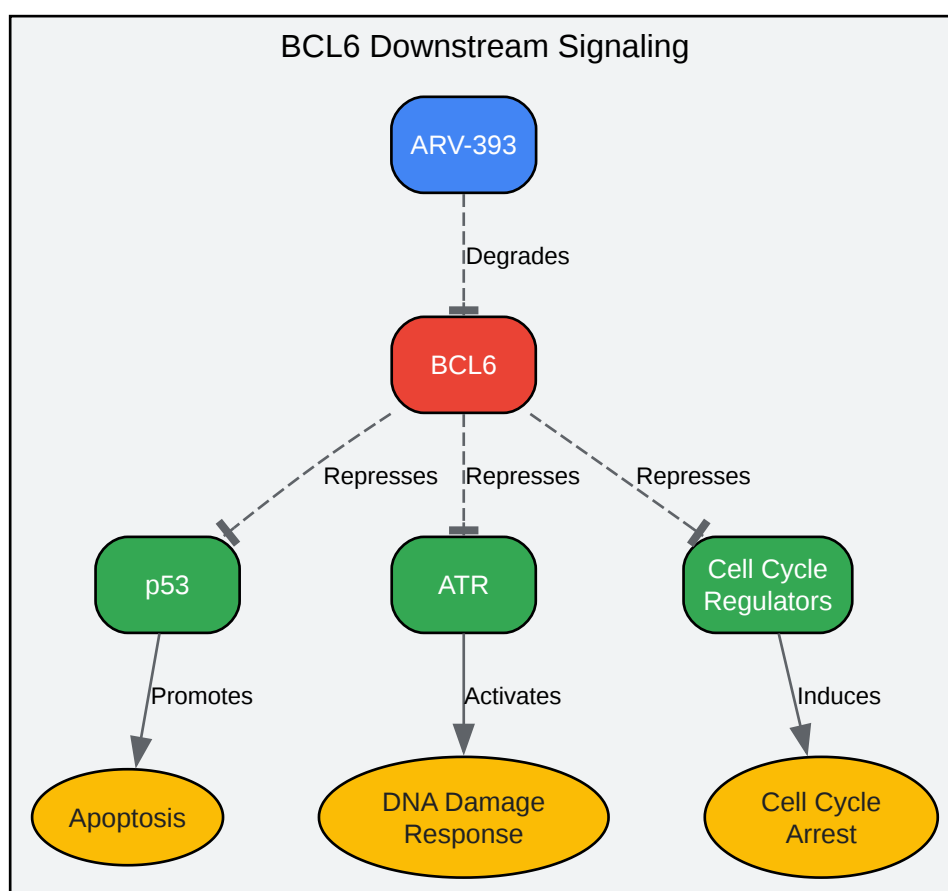 BCL6 Downstream Signaling
ARV-393
Degrades
BCL6
Represses
Represses
Represses
p53
ATR
Cell Cycle
Regulators
Promotes
Activates
Induces
Apoptosis
DNA Damage
Response
Cell Cycle
Arrest